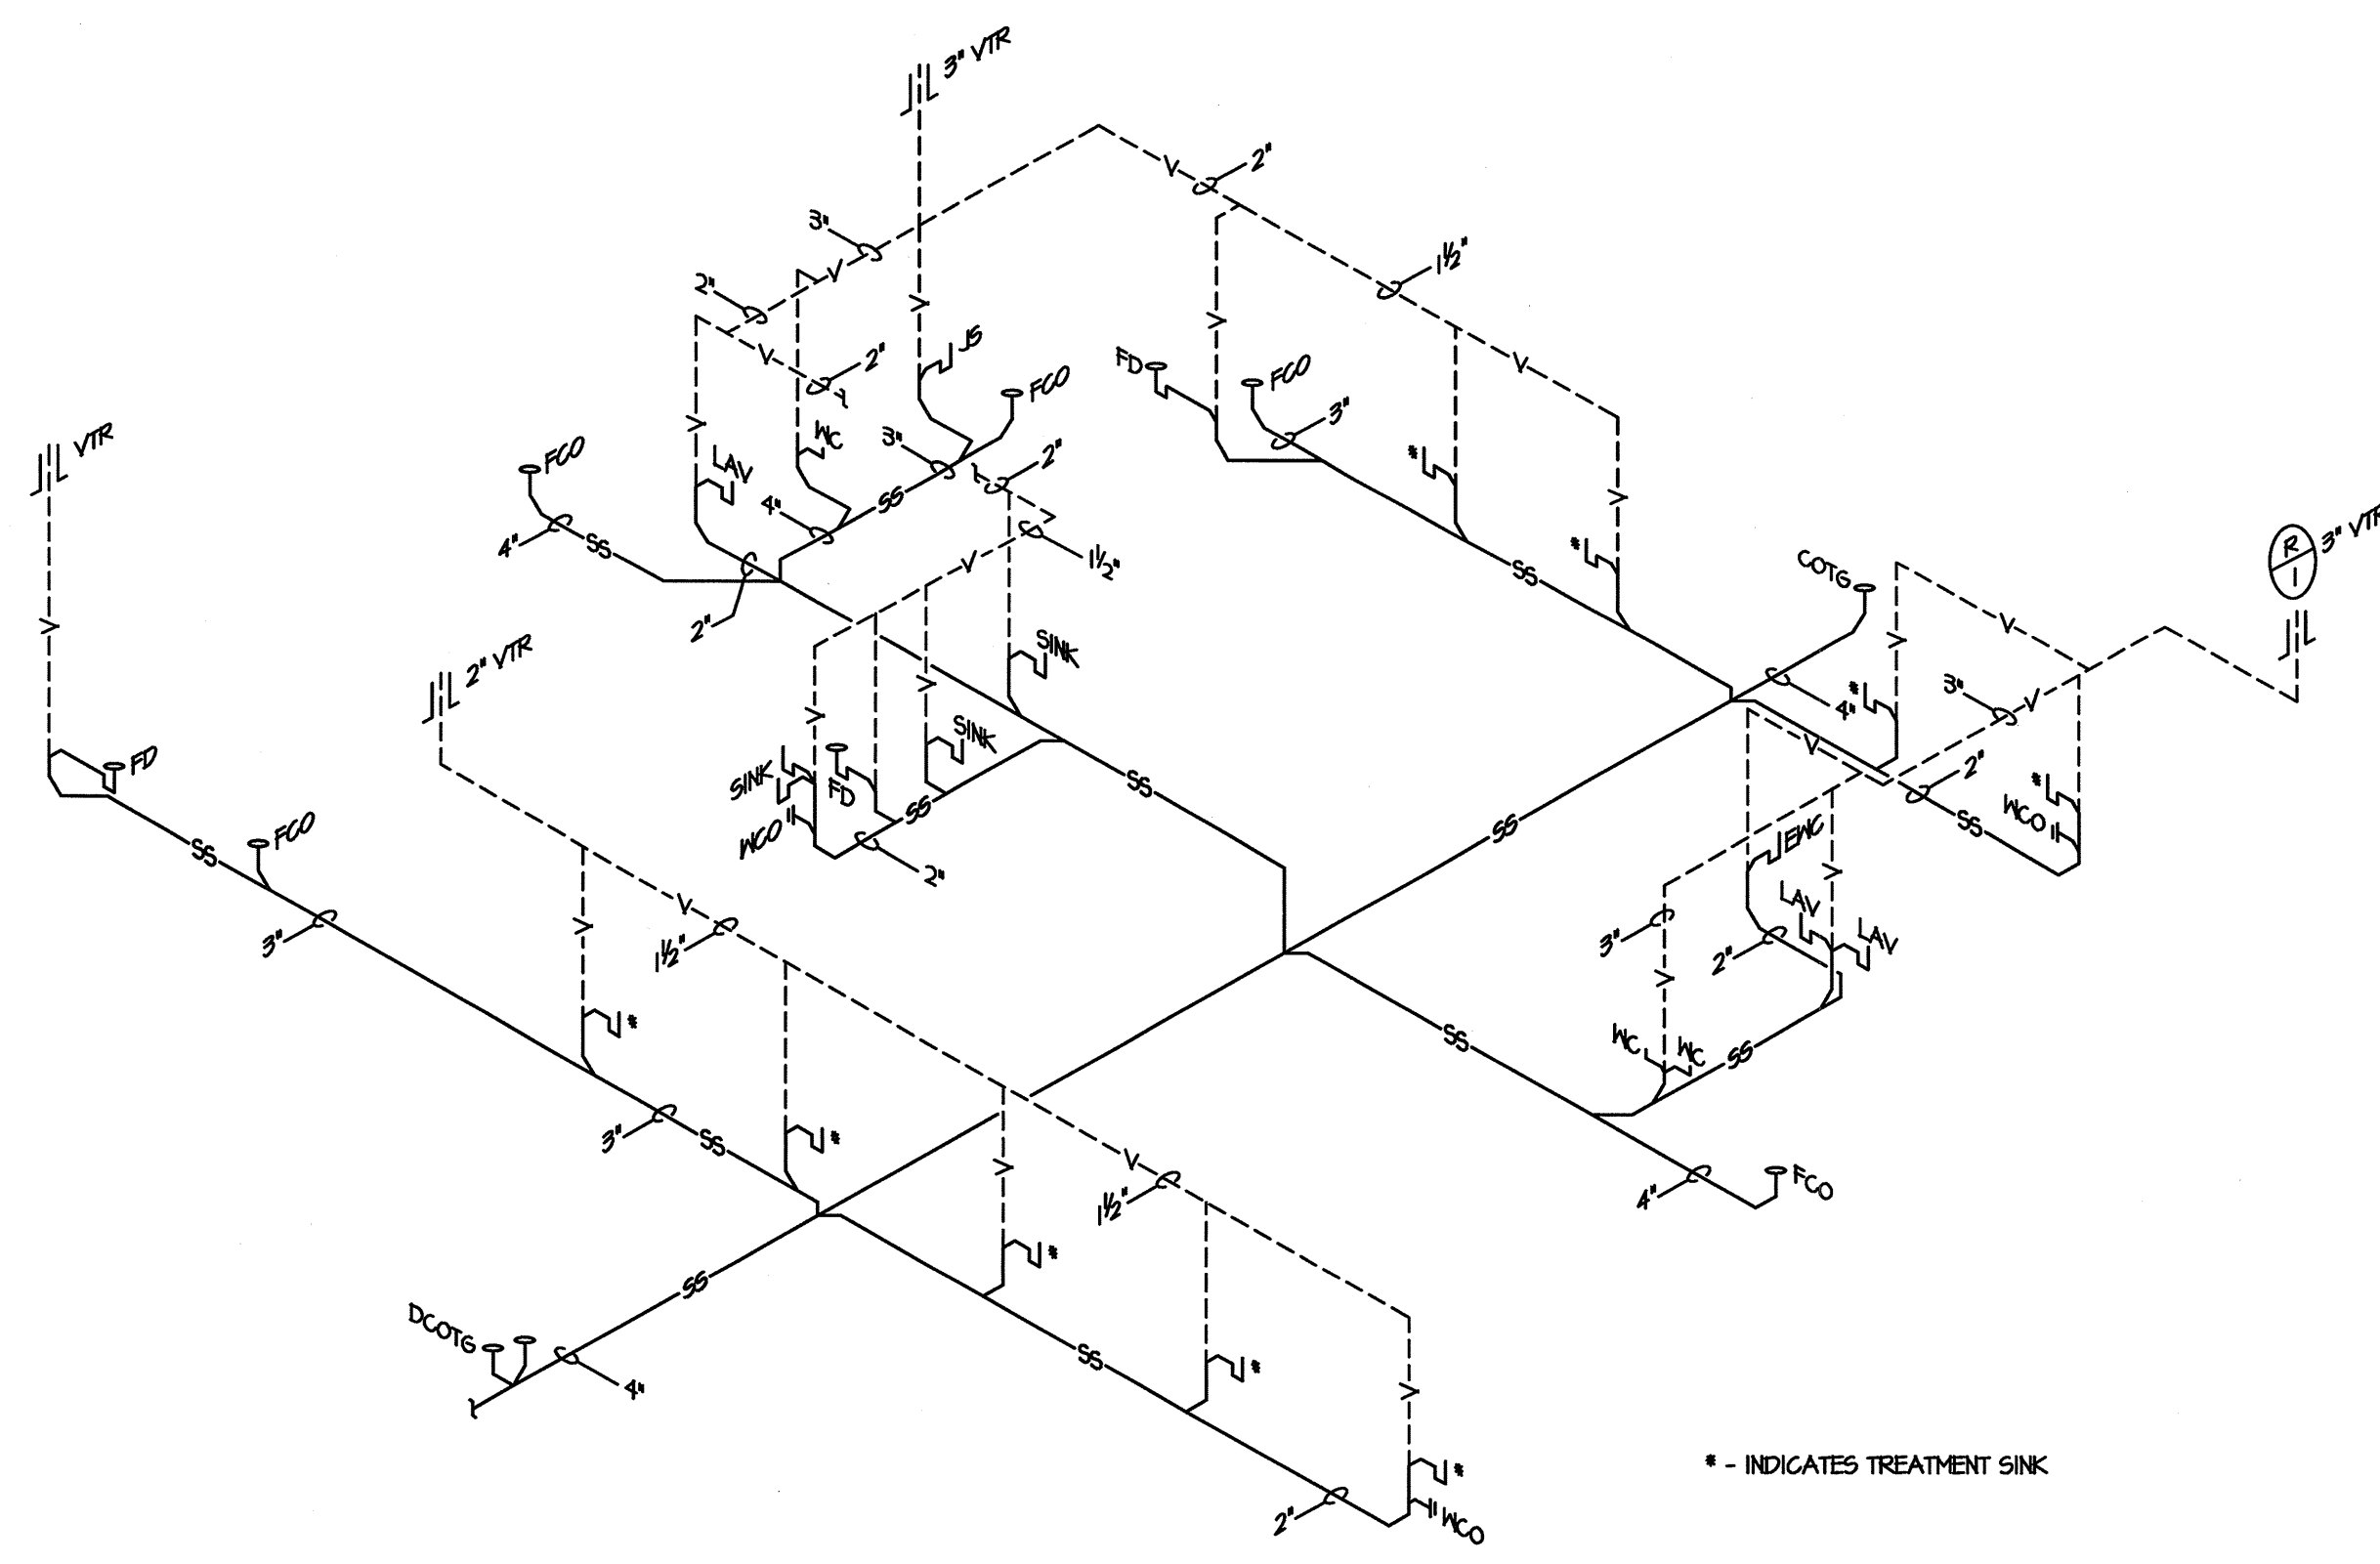 3" VTR
2"
3"
1½"
2"
V
V
V
2"
JS
FD
FCO
V
FCO
3"
*
WC
3"
2"
VTR
FCO
LAV
SS
4"
4"
SS
1½"
V
SS
*
COTG
R
1
3" VTR
V
2"
2" VTR
SINK
V
4"
*
3"
V
V
FD
SINK
SINK
FD
SS
V
2"
*
WCO
SS
SS
FCO
WCO
SS
SS
EWC
2"
3"
V
1½"
3"
2"
LAV
LAV
*
SS
WC
WC
SS
3"
SS
*
V
1½"
4"
FCO
*
SS
DCOTG
4"
*
SS
V
*
WCO
2"
* - INDICATES TREATMENT SINK